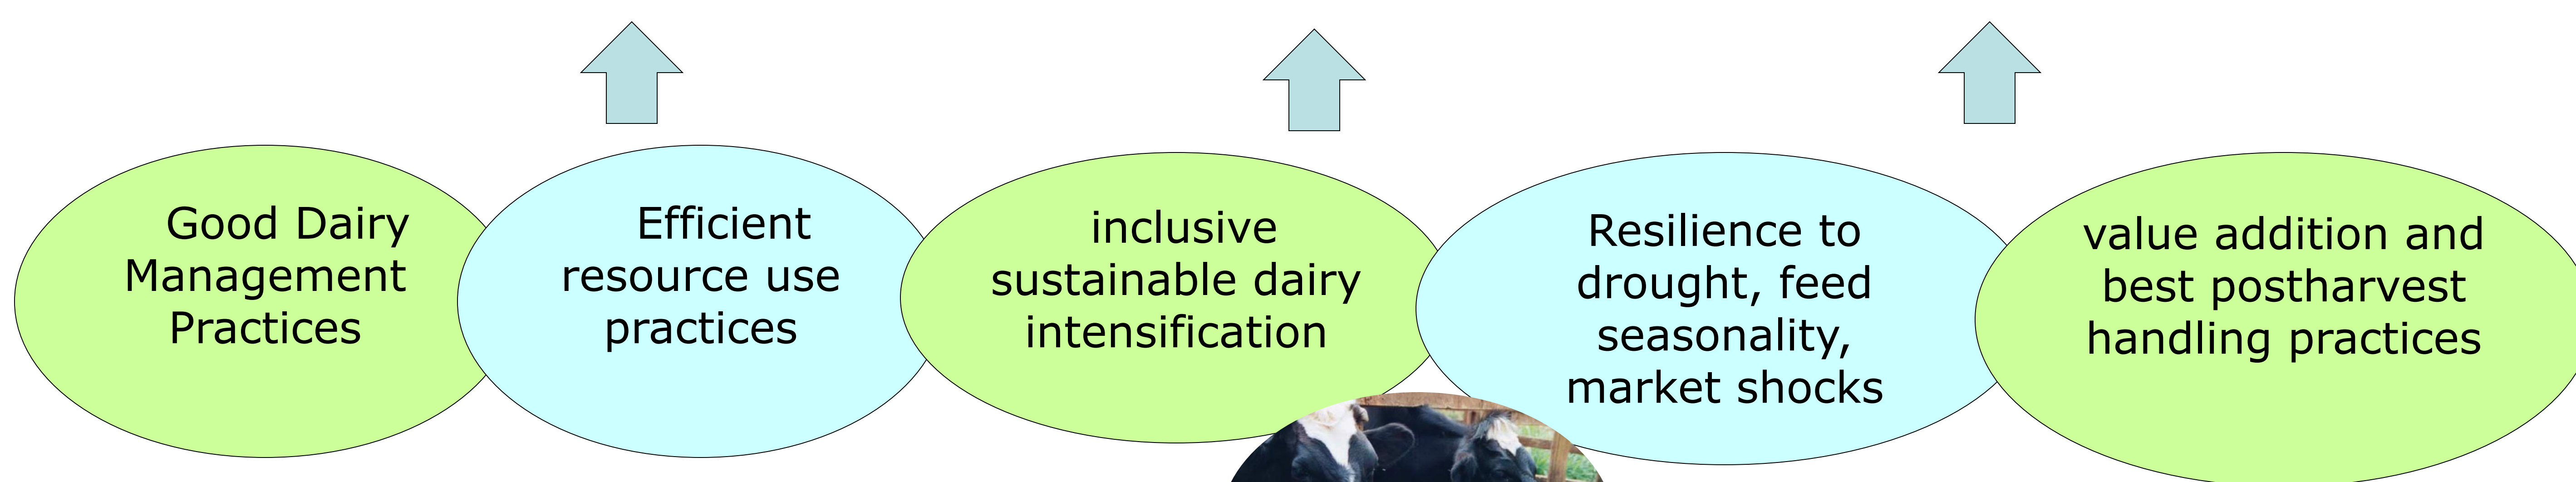 Good Dairy
Management
Practices
Efficient
resource use
practices
inclusive
sustainable dairy
intensification
Resilience to
drought, feed
seasonality,
market shocks
value addition and
best postharvest
handling practices